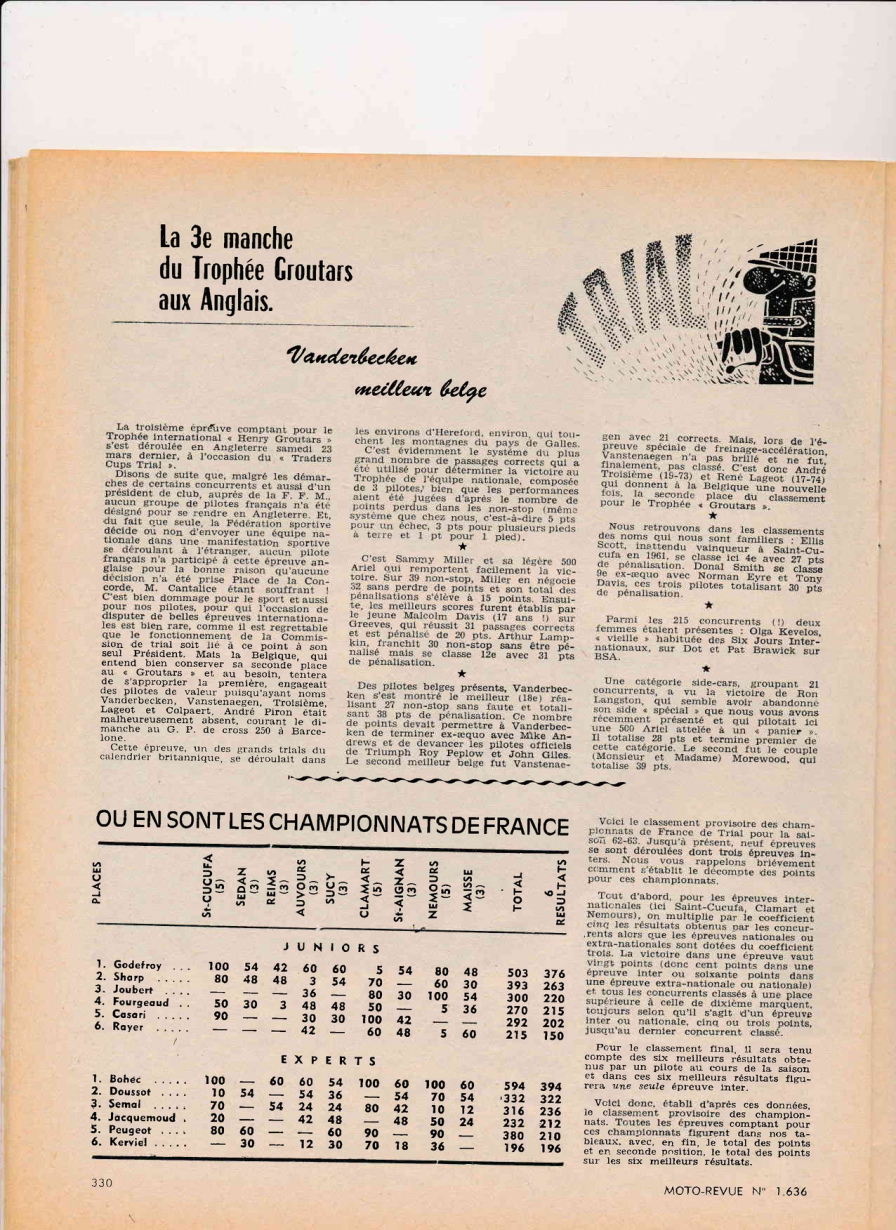 La 3e manche
du Trophée Groutars
aux Anglais.
TRIAL
Vanderbecken
meilleur belge
La troisième épreuve comptant pour le
Trophée international « Henry Groutars »
s'est déroulée en Angleterre samedi 23
mars dernier, à l'occasion du « Traders
Cups Trial ».
Disons de suite que, malgré les démar-
ches de certains concurrents et aussi d'un
président de club, auprès de la F. F. M.,
aucun groupe de pilotes français n'a été
désigné pour se rendre en Angleterre. Et,
du fait que seule, la Fédération sportive
décide ou non d'envoyer une équipe na-
tionale dans une manifestation sportive
se déroulant à l'étranger, aucun pilote
français n'a participé à cette épreuve an-
glaise pour la bonne raison qu'aucune
décision n'a été prise Place de la Con-
corde, M. Cantalice étant souffrant !
C'est bien dommage pour le sport et aussi
pour nos pilotes, pour qui l'occasion de
disputer de belles épreuves internationa-
les est bien rare, comme il est regrettable
que le fonctionnement de la Commis-
sion de trial soit lié à ce point à son
seul Président. Mais la Belgique, qui
entend bien conserver sa seconde place
au « Groutars » et au besoin, tentera
de s'approprier la première, engageait
des pilotes de valeur puisqu'ayant noms
Vanderbecken, Vanstenaegen, Troisième,
Lageot et Colpaert, André Piron était
malheureusement absent, courant le di-
manche au G. P. de cross 250 à Barce-
lone.
Cette épreuve, un des grands trials du
calendrier britannique, se déroulait dans
les environs d'Hereford, environ, qui tou-
chent les montagnes du pays de Galles.
C'est évidemment le système du plus
grand nombre de passages corrects qui a
été utilisé pour déterminer la victoire au
Trophée de l'équipe nationale, composée
de 3 pilotes, bien que les performances
aient été jugées d'après le nombre de
points perdus dans les non-stop (même
système que chez nous, c'est-à-dire 5 pts
pour un échec, 3 pts pour plusieurs pieds
à terre et 1 pt pour 1 pied).
★
C'est Sammy Miller et sa légère 500
Ariel qui remportent facilement la vic-
toire. Sur 39 non-stop, Miller en négocie
32 sans perdre de points et son total des
pénalisations s'élève à 15 points. Ensui-
te, les meilleurs scores furent établis par
le jeune Malcolm Davis (17 ans !) sur
Greeves, qui réussit 31 passages corrects
et est pénalisé de 20 pts. Arthur Lamp-
kin, franchit 30 non-stop sans être pé-
nalisé mais se classe 12e avec 31 pts
de pénalisation.
★
Des pilotes belges présents, Vanderbec-
ken s'est montré le meilleur (18e) réa-
lisant 27 non-stop sans faute et totali-
sant 38 pts de pénalisation. Ce nombre
de points devait permettre à Vanderbec-
ken de terminer ex-æquo avec Mike An-
drews et de devancer les pilotes officiels
de Triumph Roy Peplow et John Giles.
Le second meilleur belge fut Vanstenae-
gen avec 21 corrects. Mais, lors de l'é-
preuve spéciale de freinage-accélération,
Vanstenaegen n'a pas brillé et ne fut,
finalement, pas classé. C'est donc André
Troisième (19-73) et René Lageot (17-74)
qui donnent à la Belgique une nouvelle
fois, la seconde place du classement
pour le Trophée « Groutars ».
★
Nous retrouvons dans les classements
des noms qui nous sont familiers : Ellis
Scott, inattendu vainqueur à Saint-Cu-
cufa en 1961, se classe ici 4e avec 27 pts
de pénalisation. Donal Smith se classe
9e ex-æquo avec Norman Eyre et Tony
Davis, ces trois pilotes totalisant 30 pts
de pénalisation.
★
Parmi les 215 concurrents (!) deux
femmes étaient présentes : Olga Kevelos,
« vieille » habituée des Six Jours Inter-
nationaux, sur Dot et Pat Brawick sur
BSA.
★
Une catégorie side-cars, groupant 21
concurrents, a vu la victoire de Ron
Langston, qui semble avoir abandonné
son side « spécial » que nous vous avons
récemment présenté et qui pilotait ici
une 500 Ariel attelée à un « panier ».
Il totalise 28 pts et termine premier de
cette catégorie. Le second fut le couple
(Monsieur et Madame) Morewood, qui
totalise 39 pts.
OU EN SONT LES CHAMPIONNATS DE FRANCE
PLACES St-CUCUFA (5) SEDAN (3) REIMS (3) AUVOURS (3) SUCY (3) CLAMART (5) St-AIGNAN (3) NEMOURS (5) MAISSE (3) TOTAL 6 RESULTATS
JUNIORS
1. Godefroy ... 100 54 42 60 60 5 54 80 48 503 376
2. Sharp ..... 80 48 48 3 54 70 — 60 30 393 263
3. Joubert .... — — — 36 — 80 30 100 54 300 220
4. Fourgeaud .. 50 30 3 48 48 50 — 5 36 270 215
5. Casari ..... 90 — — 30 30 100 42 — — 292 202
6. Rayer ..... — — — 42 — 60 48 5 60 215 150
EXPERTS
1. Bohec ..... 100 — 60 60 54 100 60 100 60 594 394
2. Doussot .... 10 54 — 54 36 — 54 70 54 332 322
3. Semal ..... 70 — 54 24 24 80 42 10 12 316 236
4. Jacquemoud . 20 — — 42 48 — 48 50 24 232 212
5. Peugeot .... 80 60 — — 60 90 — 90 — 380 210
6. Kerviel ..... — 30 — 12 30 70 18 36 — 196 196
Voici le classement provisoire des cham-
pionnats de France de Trial pour la sai-
son 62-63. Jusqu'à présent, neuf épreuves
se sont déroulées dont trois épreuves in-
ters. Nous vous rappelons brièvement
comment s'établit le décompte des points
pour ces championnats.
Tout d'abord, pour les épreuves inter-
nationales (ici Saint-Cucufa, Clamart et
Nemours), on multiplie par le coefficient
cinq les résultats obtenus par les concur-
rents alors que les épreuves nationales ou
extra-nationales sont dotées du coefficient
trois. La victoire dans une épreuve vaut
vingt points (donc cent points dans une
épreuve inter ou soixante points dans
une épreuve extra-nationale ou nationale)
et tous les concurrents classés à une place
supérieure à celle de dixième marquent,
toujours selon qu'il s'agit d'un épreuve
inter ou nationale, cinq ou trois points,
jusqu'au dernier concurrent classé.
Pour le classement final, il sera tenu
compte des six meilleurs résultats obte-
nus par un pilote au cours de la saison
et dans ces six meilleurs résultats figu-
rera une seule épreuve inter.
Voici donc, établi d'après ces données,
le classement provisoire des champion-
nats. Toutes les épreuves comptant pour
ces championnats figurent dans nos ta-
bleaux, avec, en fin, le total des points
et en seconde position, le total des points
sur les six meilleurs résultats.
330
MOTO-REVUE N° 1.636